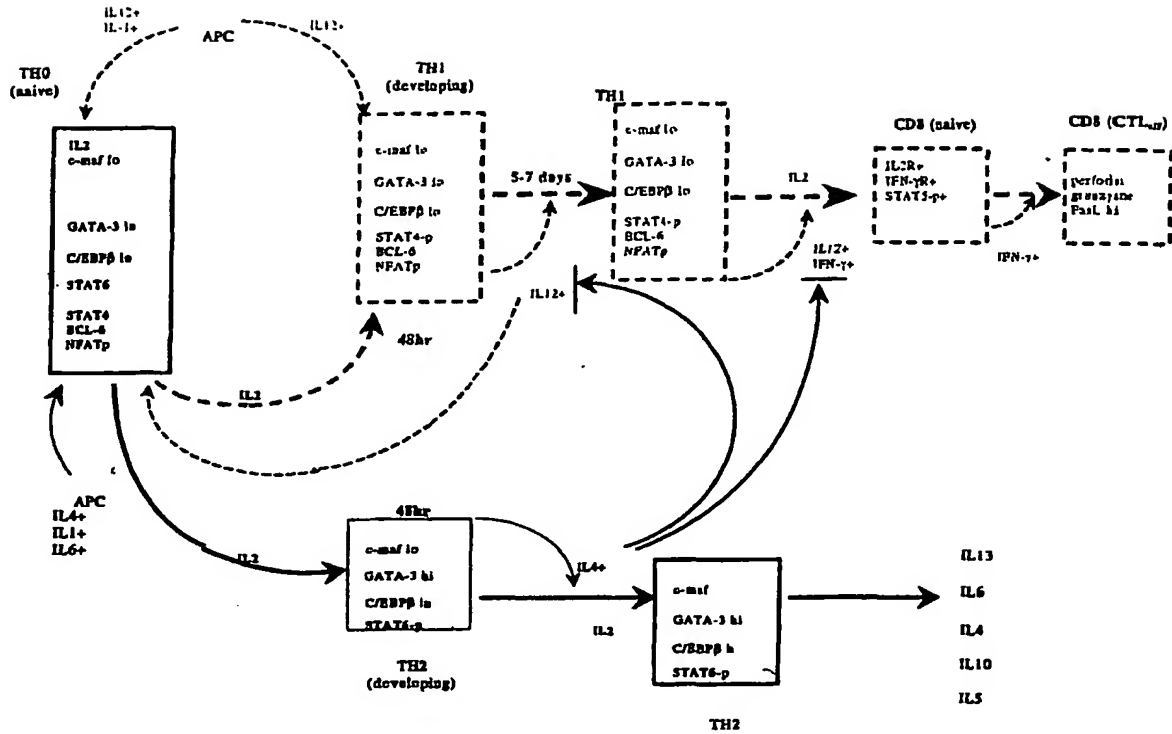 IL12+
IL-1+
APC
IL12+
TH0
(naive)
IL2
c-maf lo
GATA-3 lo
C/EBPβ lo
STAT6
STAT4
BCL-6
NFATp
TH1
(developing)
c-maf lo
GATA-3 lo
C/EBPβ lo
STAT4-p
BCL-6
NFATp
48hr
5-7 days
TH1
c-maf lo
GATA-3 lo
C/EBPβ lo
STAT4-p
BCL-6
NFATp
IL2
IL12+
IFN-γ+
CD8 (naive)
IL2R+
IFN-γR+
STAT5-p+
IFN-γ+
CD8 (CTLeff)
perforin
granzyme
FasL hi
IL12+
IL2
APC
IL4+
IL1+
IL6+
IL2
48hr
c-maf lo
GATA-3 hi
C/EBPβ lo
STAT6-p
TH2
(developing)
IL4+
IL2
c-maf
GATA-3 hi
C/EBPβ h
STAT6-p
TH2
IL13
IL6
IL4
IL10
IL5